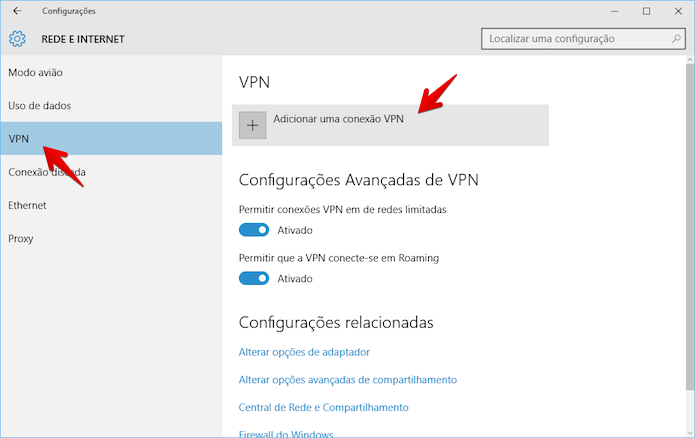 Configurações
REDE E INTERNET
Localizar uma configuração
Modo avião
Uso de dados
VPN
Conexão discada
Ethernet
Proxy
VPN
Adicionar uma conexão VPN
Configurações Avançadas de VPN
Permitir conexões VPN em de redes limitadas
Ativado
Permitir que a VPN conecte-se em Roaming
Ativado
Configurações relacionadas
Alterar opções de adaptador
Alterar opções avançadas de compartilhamento
Central de Rede e Compartilhamento
Firewall do Windows